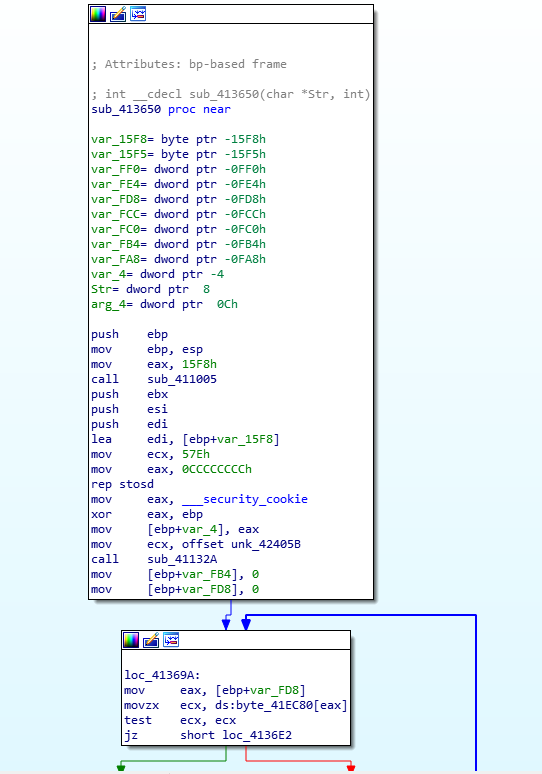 ; Attributes: bp-based frame
; int __cdecl sub_413650(char *Str, int)
sub_413650 proc near
var_15F8= byte ptr -15F8h
var_15F5= byte ptr -15F5h
var_FF0= dword ptr -0FF0h
var_FE4= dword ptr -0FE4h
var_FD8= dword ptr -0FD8h
var_FCC= dword ptr -0FCCh
var_FC0= dword ptr -0FC0h
var_FB4= dword ptr -0FB4h
var_FA8= dword ptr -0FA8h
var_4= dword ptr -4
Str= dword ptr  8
arg_4= dword ptr  0Ch
push    ebp
mov     ebp, esp
mov     eax, 15F8h
call    sub_411005
push    ebx
push    esi
push    edi
lea     edi, [ebp+var_15F8]
mov     ecx, 57Eh
mov     eax, 0CCCCCCCCh
rep stosd
mov     eax, ___security_cookie
xor     eax, ebp
mov     [ebp+var_4], eax
mov     ecx, offset unk_42405B
call    sub_41132A
mov     [ebp+var_FB4], 0
mov     [ebp+var_FD8], 0
loc_41369A:
mov     eax, [ebp+var_FD8]
movzx   ecx, ds:byte_41EC80[eax]
test    ecx, ecx
jz      short loc_4136E2